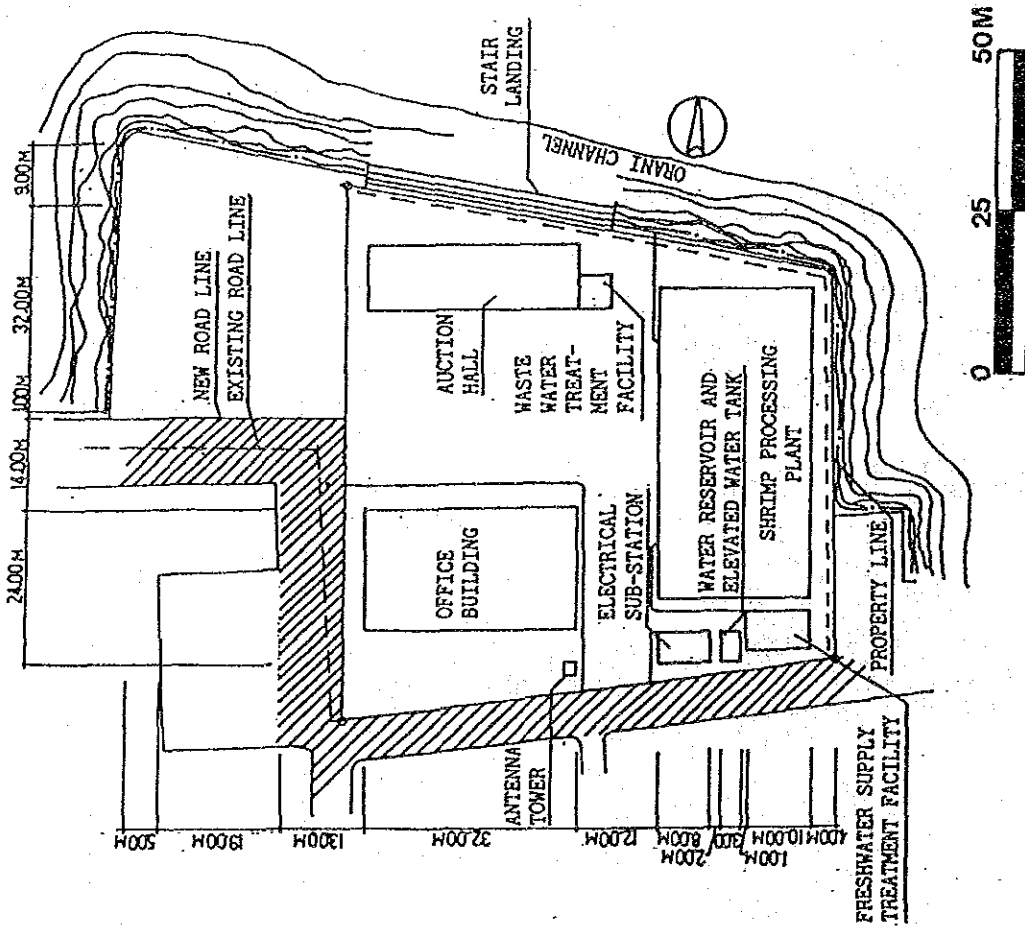 24.00M
14.00M
1.00M
32.00M
9.00M
NEW ROAD LINE
EXISTING ROAD LINE
STAIR
LANDING
ORANI CHANNEL
AUCTION
HALL
WASTE
WATER
TREAT-
MENT
FACILITY
OFFICE
BUILDING
ELECTRICAL
SUB-STATION
WATER RESERVOIR AND
ELEVATED WATER TANK
SHRIMP PROCESSING
PLANT
ANTENNA
TOWER
PROPERTY LINE
FRESHWATER SUPPLY
TREATMENT FACILITY
5.00M
19.00M
13.00M
32.00M
12.00M
8.00M
2.00M
3.00
1.00M
10.00M
4.00M
0
25
50M